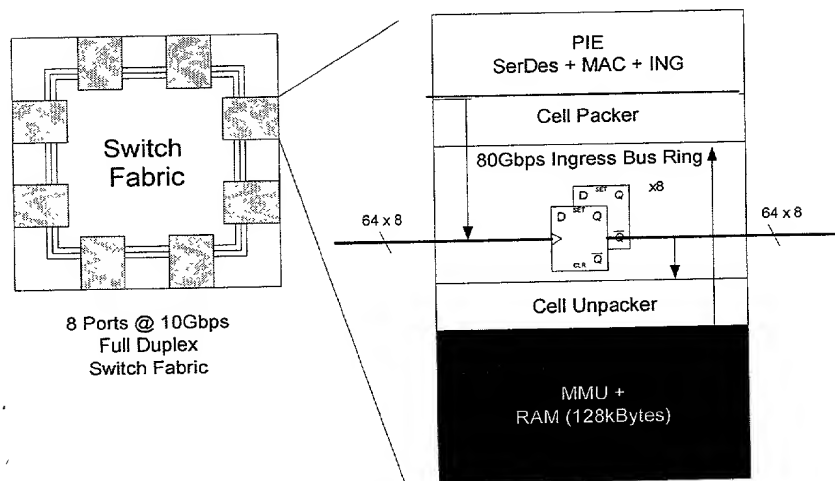 Switch
Fabric
8 Ports @ 10Gbps
Full Duplex
Switch Fabric
PIE
SerDes + MAC + ING
Cell Packer
80Gbps Ingress Bus Ring
D SET Q
x8
D SET Q
Q
CLR Q
64 x 8
64 x 8
Cell Unpacker
MMU +
RAM (128kBytes)